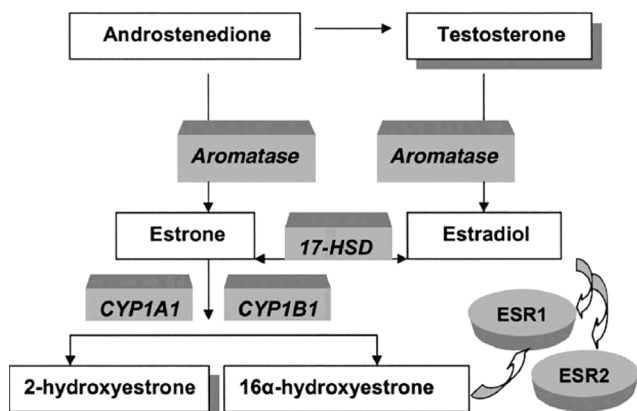 Androstenedione
Testosterone
Aromatase
Aromatase
Estrone
17-HSD
Estradiol
CYP1A1
CYP1B1
ESR1
ESR2
2-hydroxyestrone
16α-hydroxyestrone